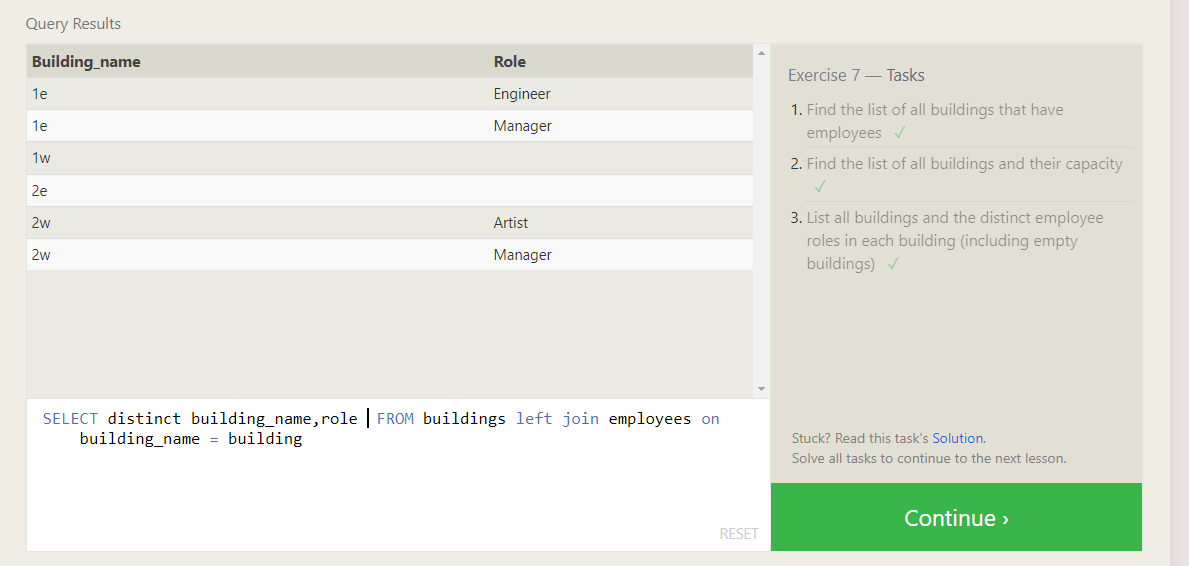 Query Results
Building_name Role
1e Engineer
1e Manager
1w
2e
2w Artist
2w Manager
SELECT distinct building_name,role FROM buildings left join employees on
building_name = building
RESET
Exercise 7 — Tasks
1. Find the list of all buildings that have
employees ✓
2. Find the list of all buildings and their capacity
✓
3. List all buildings and the distinct employee
roles in each building (including empty
buildings) ✓
Stuck? Read this task's Solution.
Solve all tasks to continue to the next lesson.
Continue ›